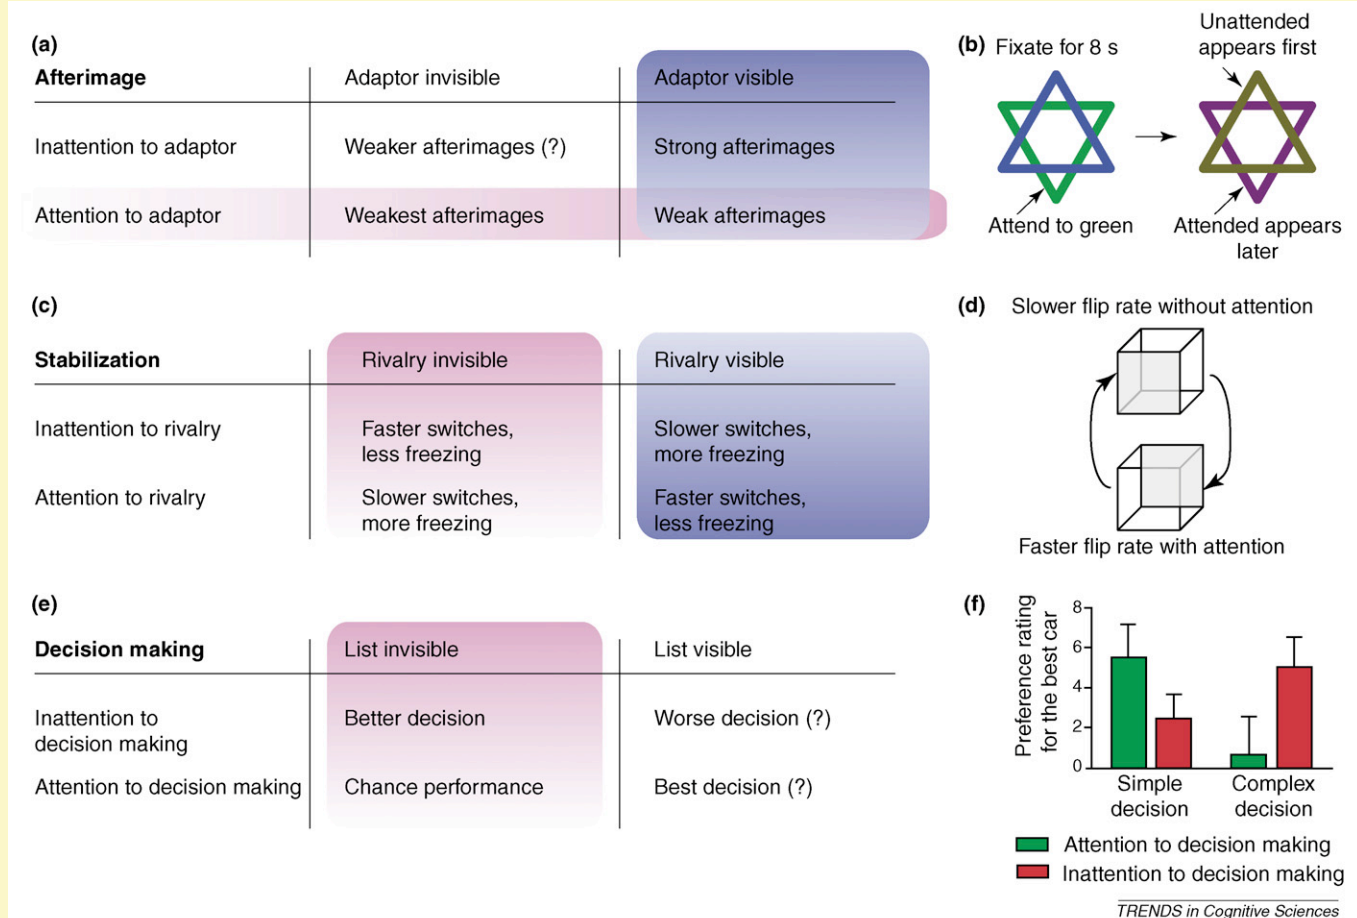 (a)
Afterimage Adaptor invisible Adaptor visible
Inattention to adaptor Weaker afterimages (?) Strong afterimages
Attention to adaptor Weakest afterimages Weak afterimages
(b) Fixate for 8 s
Unattended
appears first
Attend to green
Attended appears
later
(c)
Stabilization Rivalry invisible Rivalry visible
Inattention to rivalry Faster switches, Slower switches,
less freezing more freezing
Attention to rivalry Slower switches, Faster switches,
more freezing less freezing
(d)
Slower flip rate without attention
Faster flip rate with attention
(e)
Decision making List invisible List visible
Inattention to Better decision Worse decision (?)
decision making
Attention to decision making Chance performance Best decision (?)
(f)
Preference rating
for the best car
8
6
4
2
0
Simple Complex
decision decision
Attention to decision making
Inattention to decision making
TRENDS in Cognitive Sciences